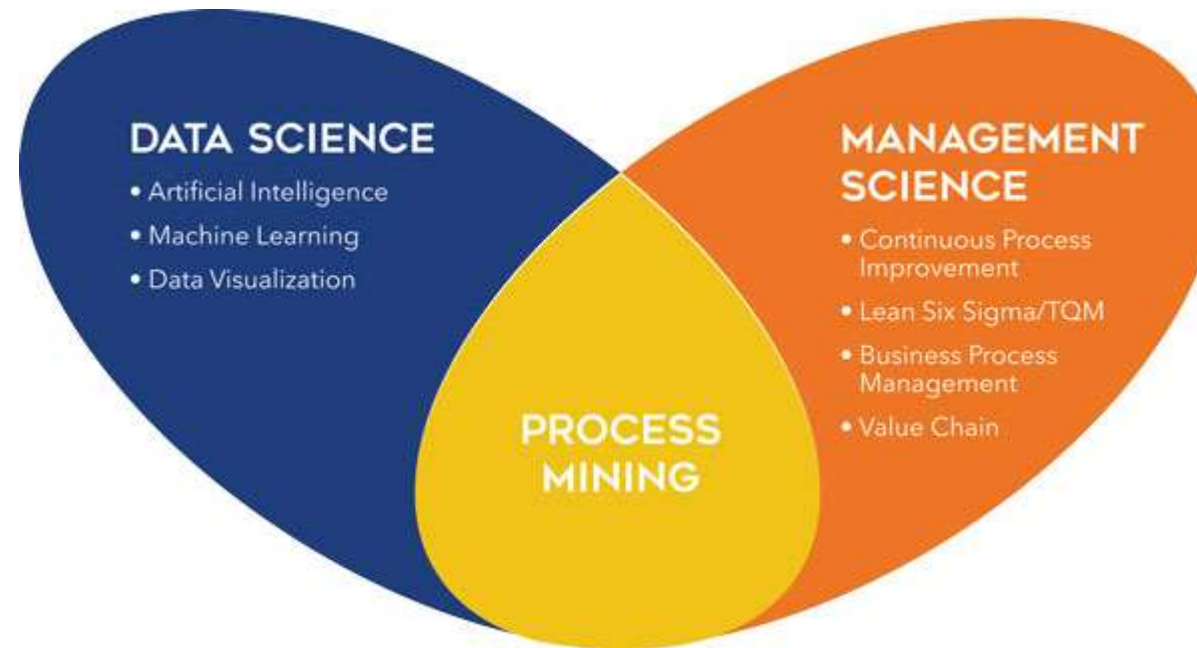 DATA SCIENCE
• Artificial Intelligence
• Machine Learning
• Data Visualization
MANAGEMENT
SCIENCE
• Continuous Process
Improvement
• Lean Six Sigma/TQM
• Business Process
Management
• Value Chain
PROCESS
MINING